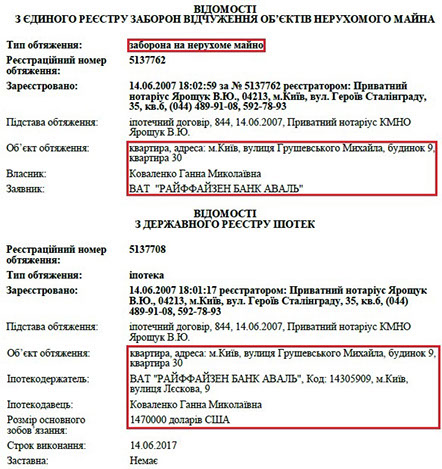 ВІДОМОСТІ
З ЄДИНОГО РЕЄСТРУ ЗАБОРОН ВІДЧУЖЕННЯ ОБ’ЄКТІВ НЕРУХОМОГО МАЙНА
Тип обтяження: заборона на нерухоме майно
Реєстраційний номер 5137762
обтяження:
Зареєстровано: 14.06.2007 18:02:59 за № 5137762 реєстратором: Приватний
нотаріус Ярощук В.Ю., 04213, м.Київ, вул. Героїв Сталінграду,
35, кв.6, (044) 489-91-08, 592-78-93
Підстава обтяження: іпотечний договір, 844, 14.06.2007, Приватний нотаріус КМНО
Ярощук В.Ю.
Об’єкт обтяження: квартира, адреса: м.Київ, вулиця Грушевського Михайла, будинок 9,
квартира 30
Власник: Коваленко Ганна Миколаївна
Заявник: ВАТ "РАЙФФАЙЗЕН БАНК АВАЛЬ"
ВІДОМОСТІ
З ДЕРЖАВНОГО РЕЄСТРУ ІПОТЕК
Реєстраційний номер 5137708
обтяження:
Тип обтяження: іпотека
Зареєстровано: 14.06.2007 18:01:17 реєстратором: Приватний нотаріус Ярощук
В.Ю., 04213, м.Київ, вул. Героїв Сталінграду, 35, кв.6, (044)
489-91-08, 592-78-93
Підстава обтяження: іпотечний договір, 844, 14.06.2007, Приватний нотаріус КМНО
Ярощук В.Ю.
Об’єкт обтяження: квартира, адреса: м.Київ, вулиця Грушевського Михайла, будинок 9,
квартира 30
Іпотекодержатель: ВАТ "РАЙФФАЙЗЕН БАНК АВАЛЬ", Код: 14305909, м.Київ,
вулиця Лєскова, 9
Іпотекодавець: Коваленко Ганна Миколаївна
Розмір основного 1470000 доларів США
зобов’язання:
Строк виконання: 14.06.2017
Заставна: Немає